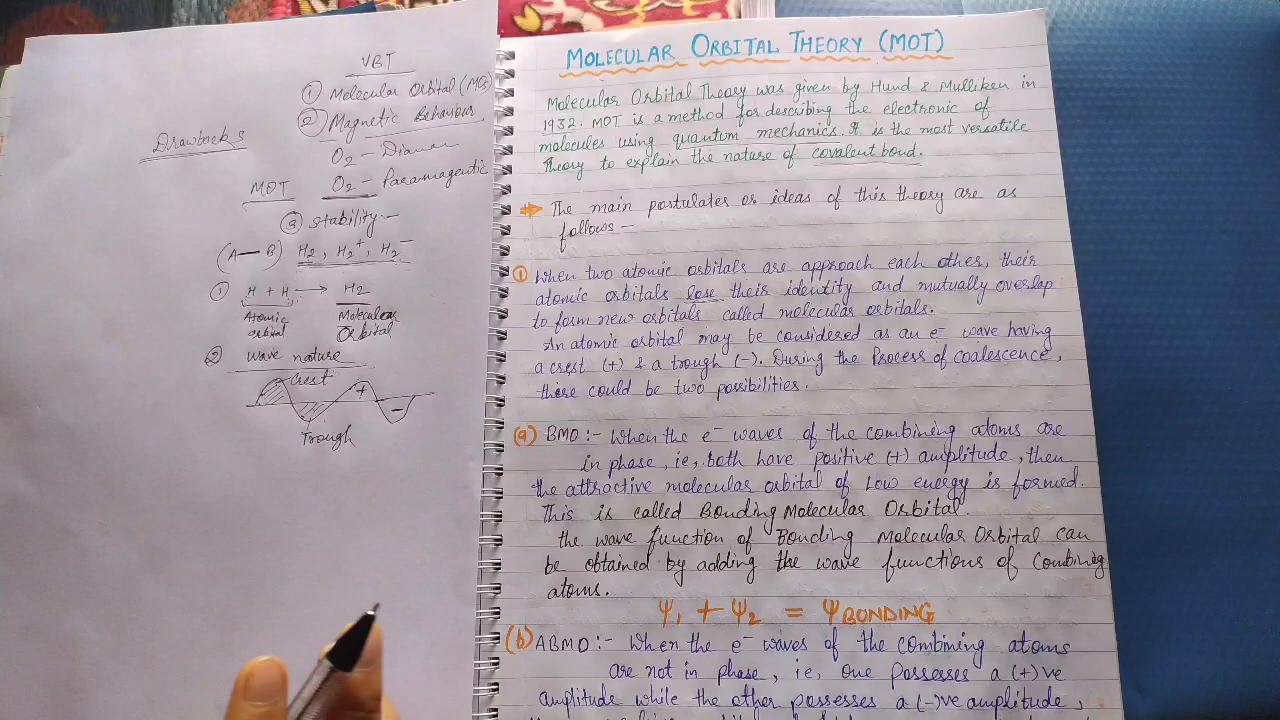 VBT
① Molecular Orbital (MOs)
② Magnetic Behaviour,
Drawbacks
O2 - Diama
MOT
O2 - Paramagentic
③ stability -
(A — B) H2, H2+, H2-
① H + H → H2
Atomic orbital
Molecular Orbital
② wave nature
Crest
+
-
Trough
MOLECULAR ORBITAL THEORY (MOT)
Molecular Orbital Theory was given by Hund & Mulliken in
1932. MOT is a method for describing the electronic of
molecules using quantum mechanics. It is the most versatile
Theory to explain the nature of covalent bond.
⇒ The main postulates or ideas of this theory are as
follows -
① When two atomic orbitals are approach each other, their
atomic orbitals lose their identity and mutually overlap
to form new orbitals called molecular orbitals.
An atomic orbital may be considered as an e- wave having
a crest (+) & a trough (-). During the Process of coalescence,
there could be two possibilities.
(a) BMO :- When the e- waves of the combining atoms are
in phase, ie, both have positive (+) amplitude, then
the attractive molecular orbital of Low energy is formed.
This is called Bonding Molecular Orbital.
The wave function of Bonding Molecular Orbital can
be obtained by adding the wave functions of Combining
atoms.
Ψ1 + Ψ2 = Ψ BONDING
(b) ABMO :- When the e- waves of the combining atoms
are not in phase, ie, one possesses a (+)ve
amplitude while the other possesses a (-)ve amplitude,